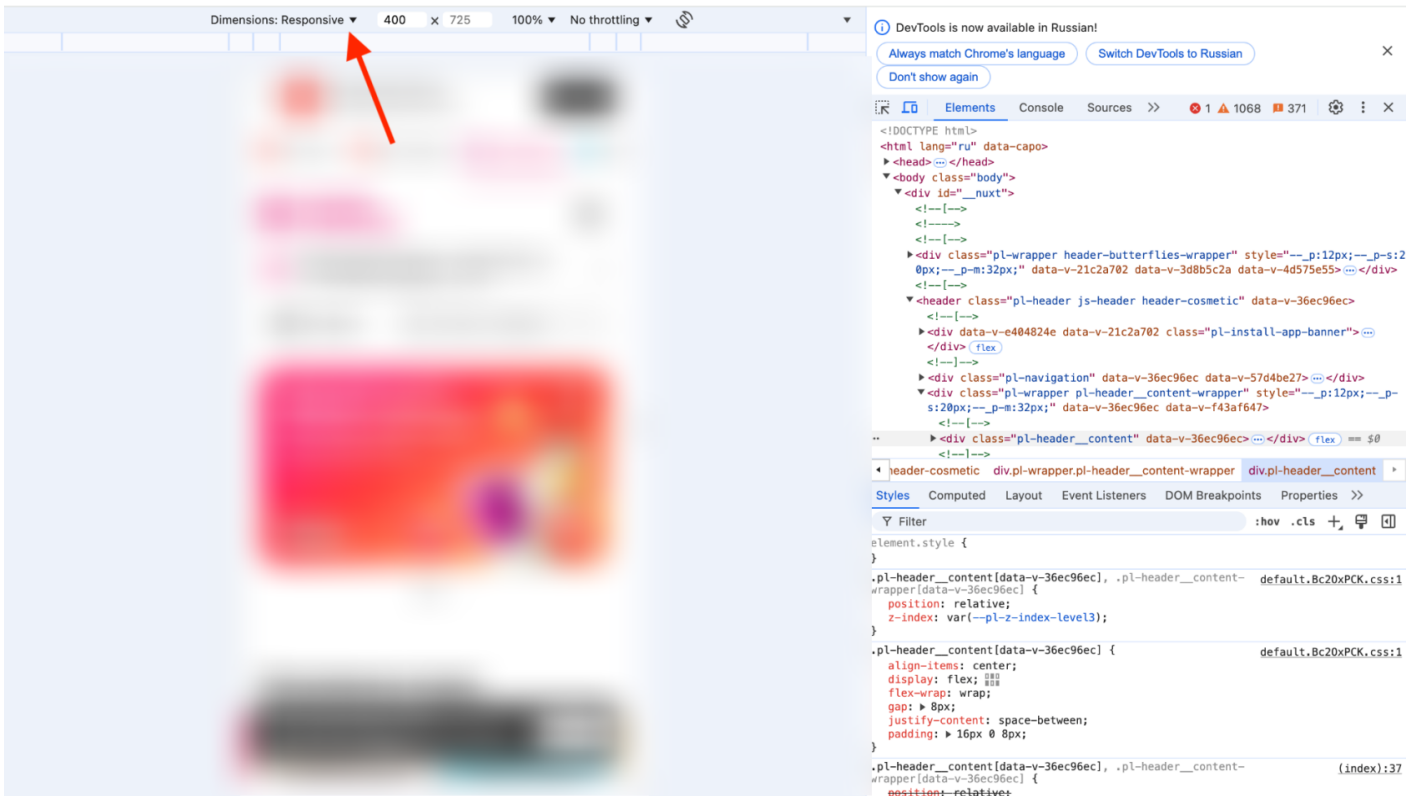 Dimensions: Responsive ▼ 400 x 725 100% ▼ No throttling ▼
DevTools is now available in Russian!
Always match Chrome's language Switch DevTools to Russian
Don't show again
Elements Console Sources >> 1 1068 371
<!DOCTYPE html>
<html lang="ru" data-capo>
<head> ... </head>
<body class="body">
<div id="__nuxt">
<!--[-->
<!---->
<!--[-->
<div class="pl-wrapper header-butterflies-wrapper" style="--_p:12px;--_p-s:2
0px;--_p-m:32px;" data-v-21c2a702 data-v-3d8b5c2a data-v-4d575e55> ... </div>
<!--[-->
<header class="pl-header js-header header-cosmetic" data-v-36ec96ec>
<!--[-->
<div data-v-e404824e data-v-21c2a702 class="pl-install-app-banner"> ...
</div> flex
<!--]-->
<div class="pl-navigation" data-v-36ec96ec data-v-57d4be27> ... </div>
<div class="pl-wrapper pl-header__content-wrapper" style="--_p:12px;--_p-
s:20px;--_p-m:32px;" data-v-36ec96ec data-v-f43af647>
<!--[-->
<div class="pl-header__content" data-v-36ec96ec> ... </div> flex == $0
<!--]-->
header-cosmetic div.pl-wrapper.pl-header__content-wrapper div.pl-header__content
Styles Computed Layout Event Listeners DOM Breakpoints Properties >>
Filter :hov .cls
element.style {
}
.pl-header__content[data-v-36ec96ec], .pl-header__content- default.Bc2OxPCK.css:1
wrapper[data-v-36ec96ec] {
position: relative;
z-index: var(--pl-z-index-level3);
}
.pl-header__content[data-v-36ec96ec] { default.Bc2OxPCK.css:1
align-items: center;
display: flex;
flex-wrap: wrap;
gap: 8px;
justify-content: space-between;
padding: 16px 0 8px;
}
.pl-header__content[data-v-36ec96ec], .pl-header__content- (index):37
wrapper[data-v-36ec96ec] {
position: relative;